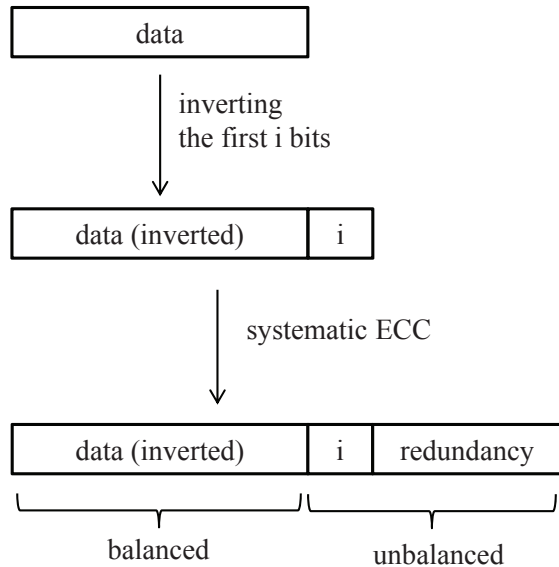 data
inverting
the first i bits
data (inverted) i
systematic ECC
data (inverted) i redundancy
balanced unbalanced